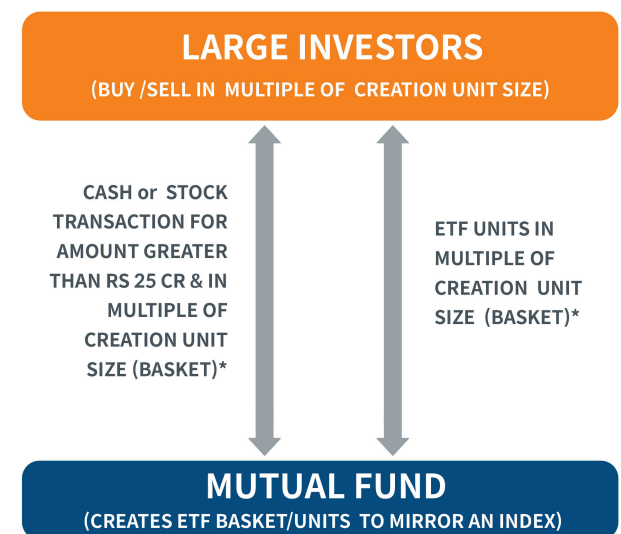 LARGE INVESTORS
(BUY /SELL IN MULTIPLE OF CREATION UNIT SIZE)
CASH or STOCK
TRANSACTION FOR
AMOUNT GREATER
THAN RS 25 CR & IN
MULTIPLE OF
CREATION UNIT
SIZE (BASKET)*
ETF UNITS IN
MULTIPLE OF
CREATION UNIT
SIZE (BASKET)*
MUTUAL FUND
(CREATES ETF BASKET/UNITS TO MIRROR AN INDEX)